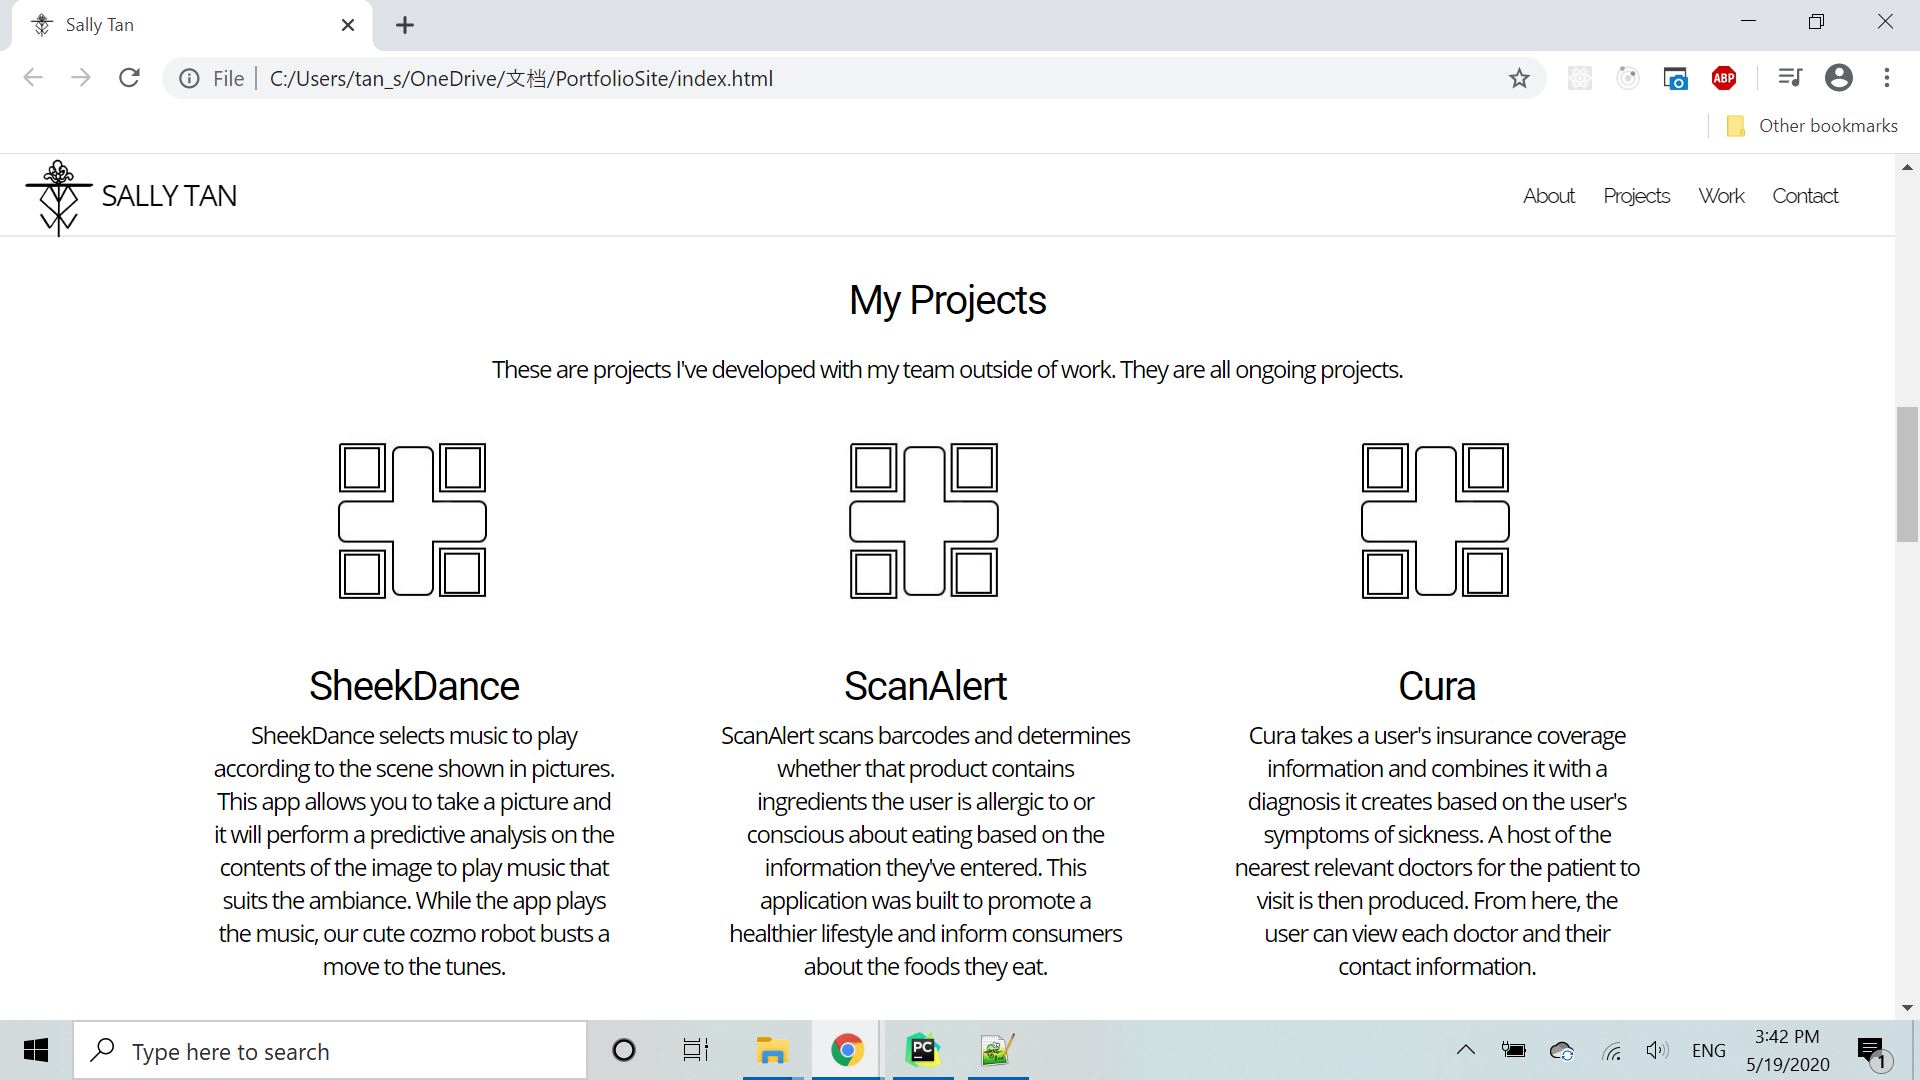 Sally Tan
File
C:/Users/tan_s/OneDrive/文档/PortfolioSite/index.html
ABP
Other bookmarks
SALLY TAN
About Projects Work Contact
My Projects
These are projects I've developed with my team outside of work. They are all ongoing projects.
SheekDance
SheekDance selects music to play
according to the scene shown in pictures.
This app allows you to take a picture and
it will perform a predictive analysis on the
contents of the image to play music that
suits the ambiance. While the app plays
the music, our cute cozmo robot busts a
move to the tunes.
ScanAlert
ScanAlert scans barcodes and determines
whether that product contains
ingredients the user is allergic to or
conscious about eating based on the
information they've entered. This
application was built to promote a
healthier lifestyle and inform consumers
about the foods they eat.
Cura
Cura takes a user's insurance coverage
information and combines it with a
diagnosis it creates based on the user's
symptoms of sickness. A host of the
nearest relevant doctors for the patient to
visit is then produced. From here, the
user can view each doctor and their
contact information.
Type here to search
PC
ENG
3:42 PM
5/19/2020
1